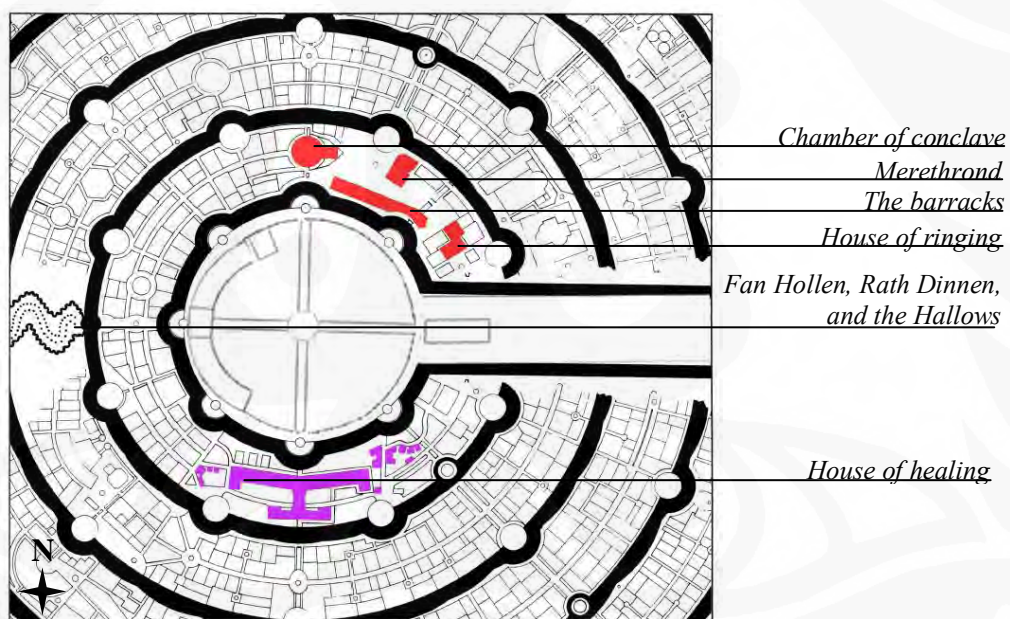 Chamber of conclave
Merethrond
The barracks
House of ringing
Fan Hollen, Rath Dinnen,
and the Hallows
House of healing
N